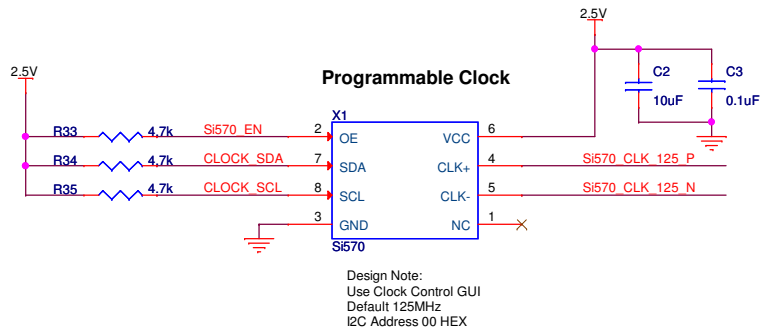 2.5V
2.5V
Programmable Clock
C2
10uF
C3
0.1uF
X1
R33 4.7k Si570_EN 2 OE VCC 6
R34 4.7k CLOCK_SDA 7 SDA CLK+ 4 Si570_CLK_125_P
R35 4.7k CLOCK_SCL 8 SCL CLK- 5 Si570_CLK_125_N
3 GND NC 1
Si570
Design Note:
Use Clock Control GUI
Default 125MHz
I2C Address 00 HEX